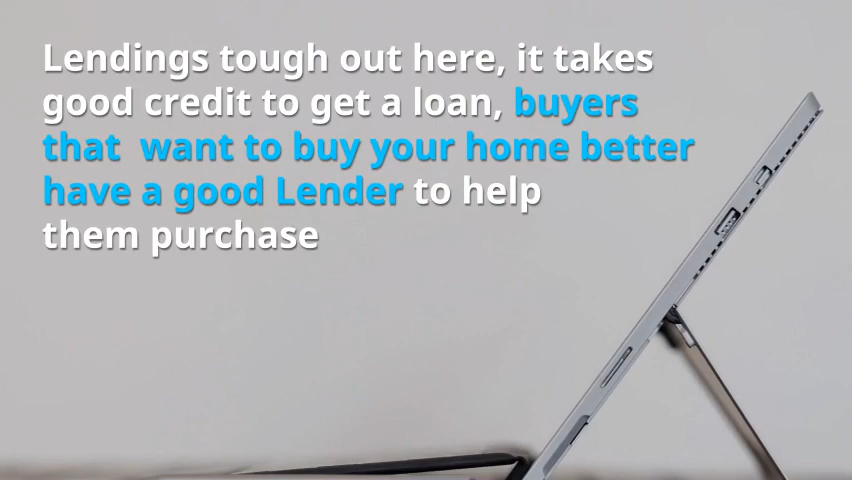 Lendings tough out here, it takes
good credit to get a loan, buyers
that  want to buy your home better
have a good Lender to help
them purchase